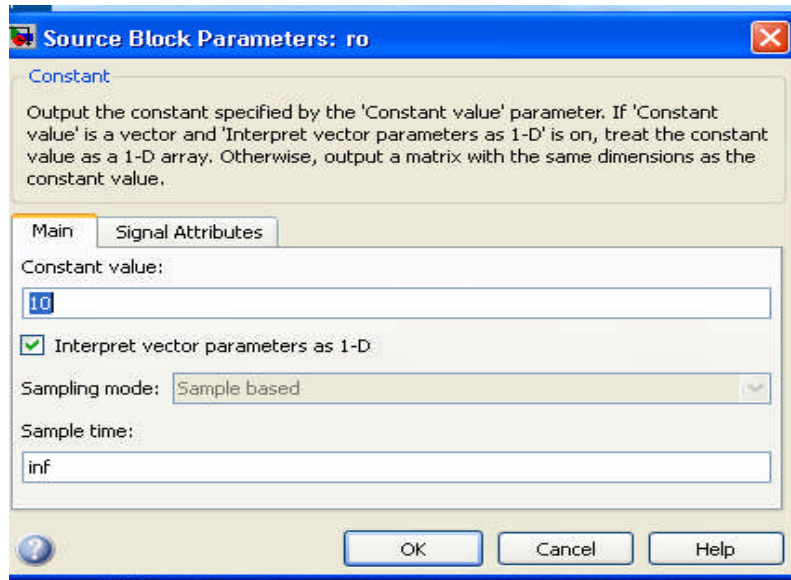 Source Block Parameters: ro
Constant
Output the constant specified by the 'Constant value' parameter. If 'Constant
value' is a vector and 'Interpret vector parameters as 1-D' is on, treat the constant
value as a 1-D array. Otherwise, output a matrix with the same dimensions as the
constant value.
Main Signal Attributes
Constant value:
10
Interpret vector parameters as 1-D
Sampling mode: Sample based
Sample time:
inf
? OK Cancel Help